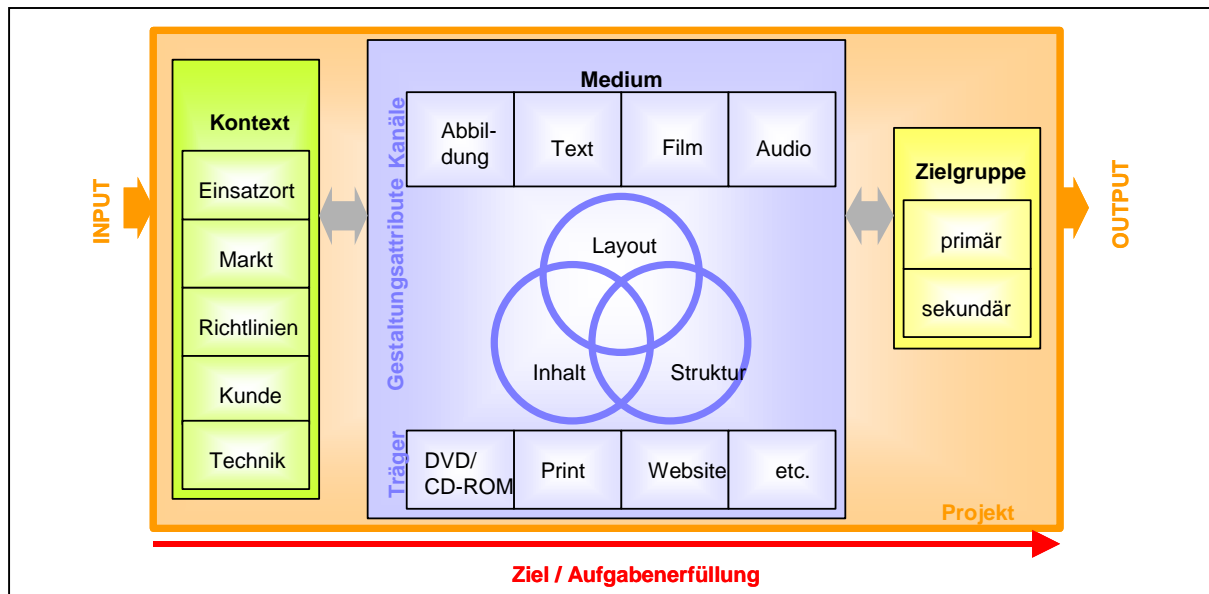 INPUT
Kontext
Einsatzort
Markt
Richtlinien
Kunde
Technik
Medium
Kanäle
Abbil-
dung
Text
Film
Audio
Gestaltungsattribute
Layout
Inhalt
Struktur
Träger
DVD/
CD-ROM
Print
Website
etc.
Zielgruppe
primär
sekundär
OUTPUT
Projekt
Ziel / Aufgabenerfüllung